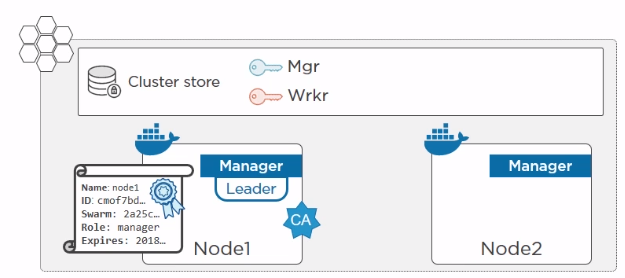 Cluster store
Mgr
Wrkr
Manager
Leader
Name: node1
ID: cmof7bd…
Swarm: 2a25c…
Role: manager
Expires: 2018…
CA
Node1
Manager
Node2